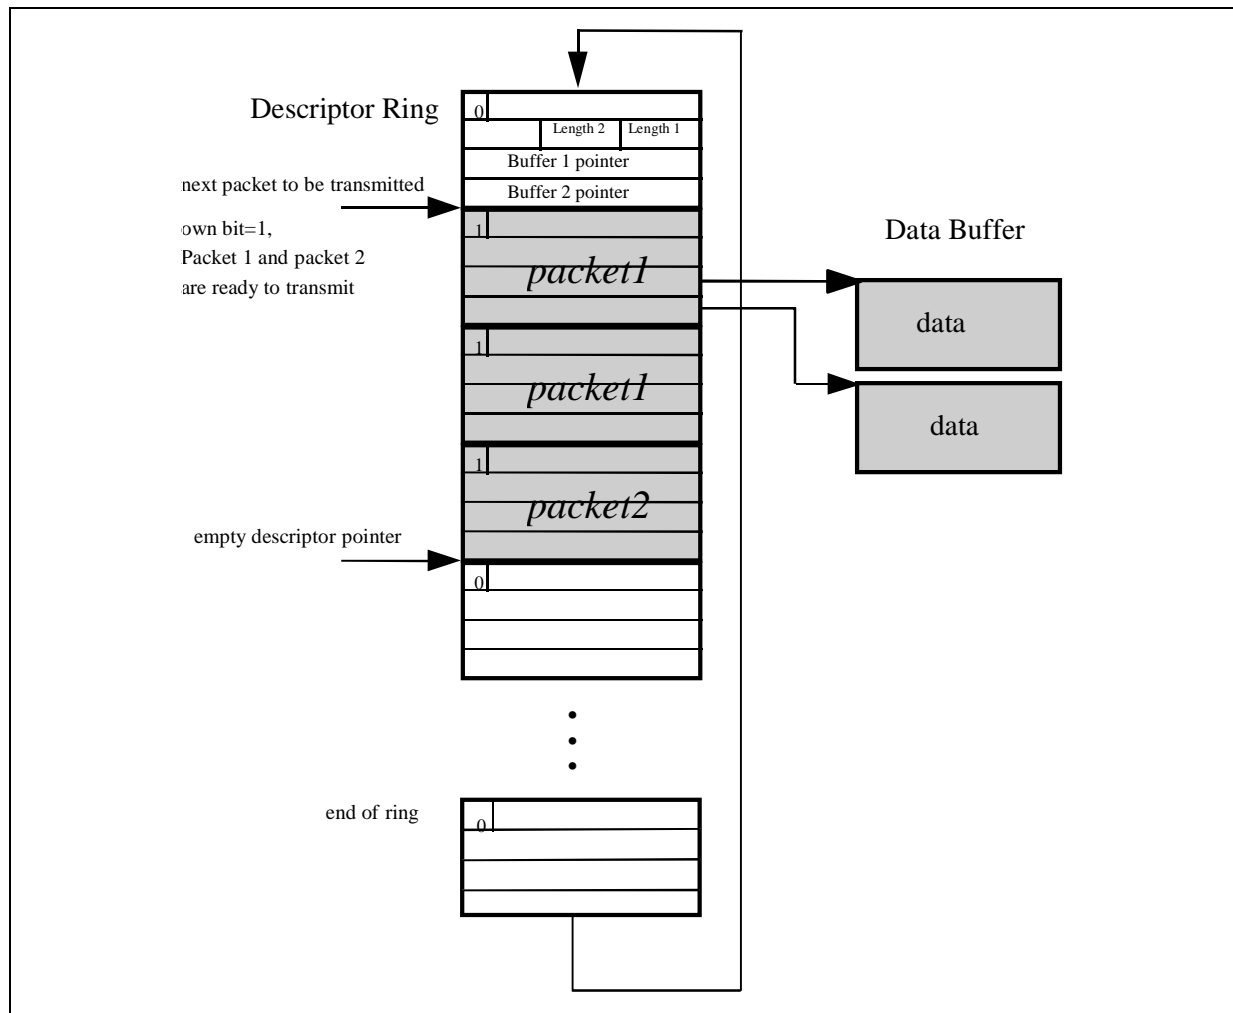 Descriptor Ring
0
Length 2 Length 1
Buffer 1 pointer
Buffer 2 pointer
next packet to be transmitted
own bit=1,
Packet 1 and packet 2
are ready to transmit
1
packet1
1
packet1
1
packet2
Data Buffer
data
data
empty descriptor pointer
0
end of ring
0